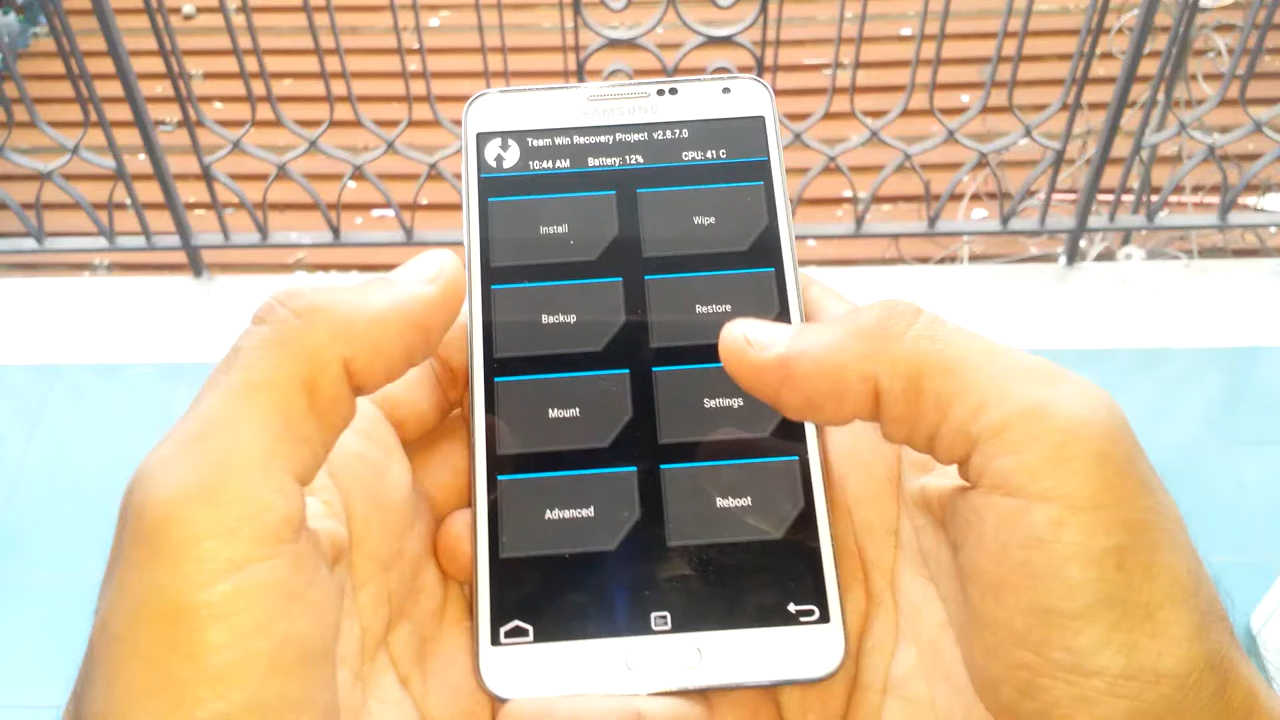 SAMSUNG
Team Win Recovery Project v2.8.7.0
10:44 AM Battery: 12% CPU: 41 C
Install Wipe
Backup Restore
Mount Settings
Advanced Reboot